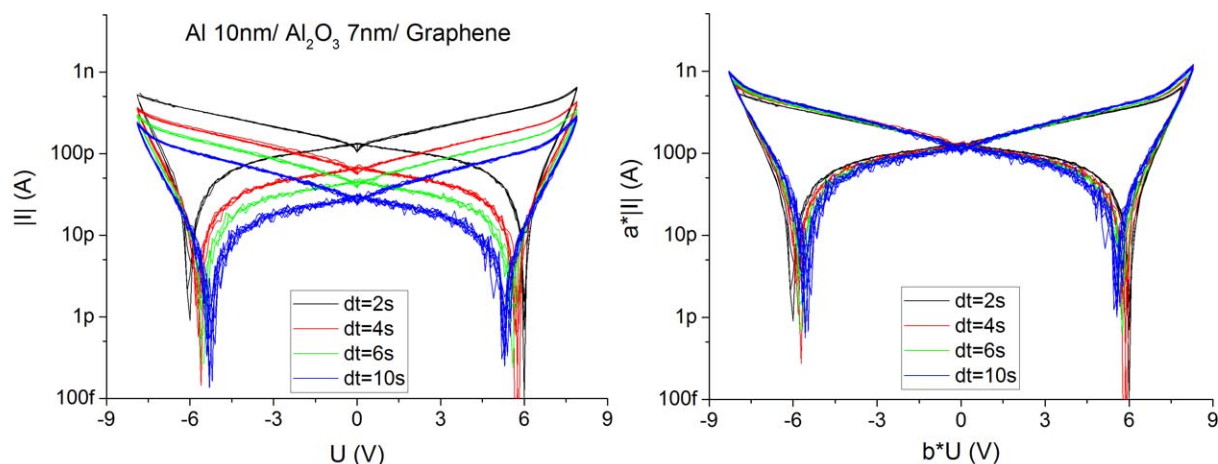 Al 10nm/ Al₂O₃ 7nm/ Graphene
|I| (A)
1n
100p
10p
1p
100f
dt=2s
dt=4s
dt=6s
dt=10s
-9 -6 -3 0 3 6 9
U (V)
a*|I| (A)
1n
100p
10p
1p
100f
dt=2s
dt=4s
dt=6s
dt=10s
-9 -6 -3 0 3 6 9
b*U (V)